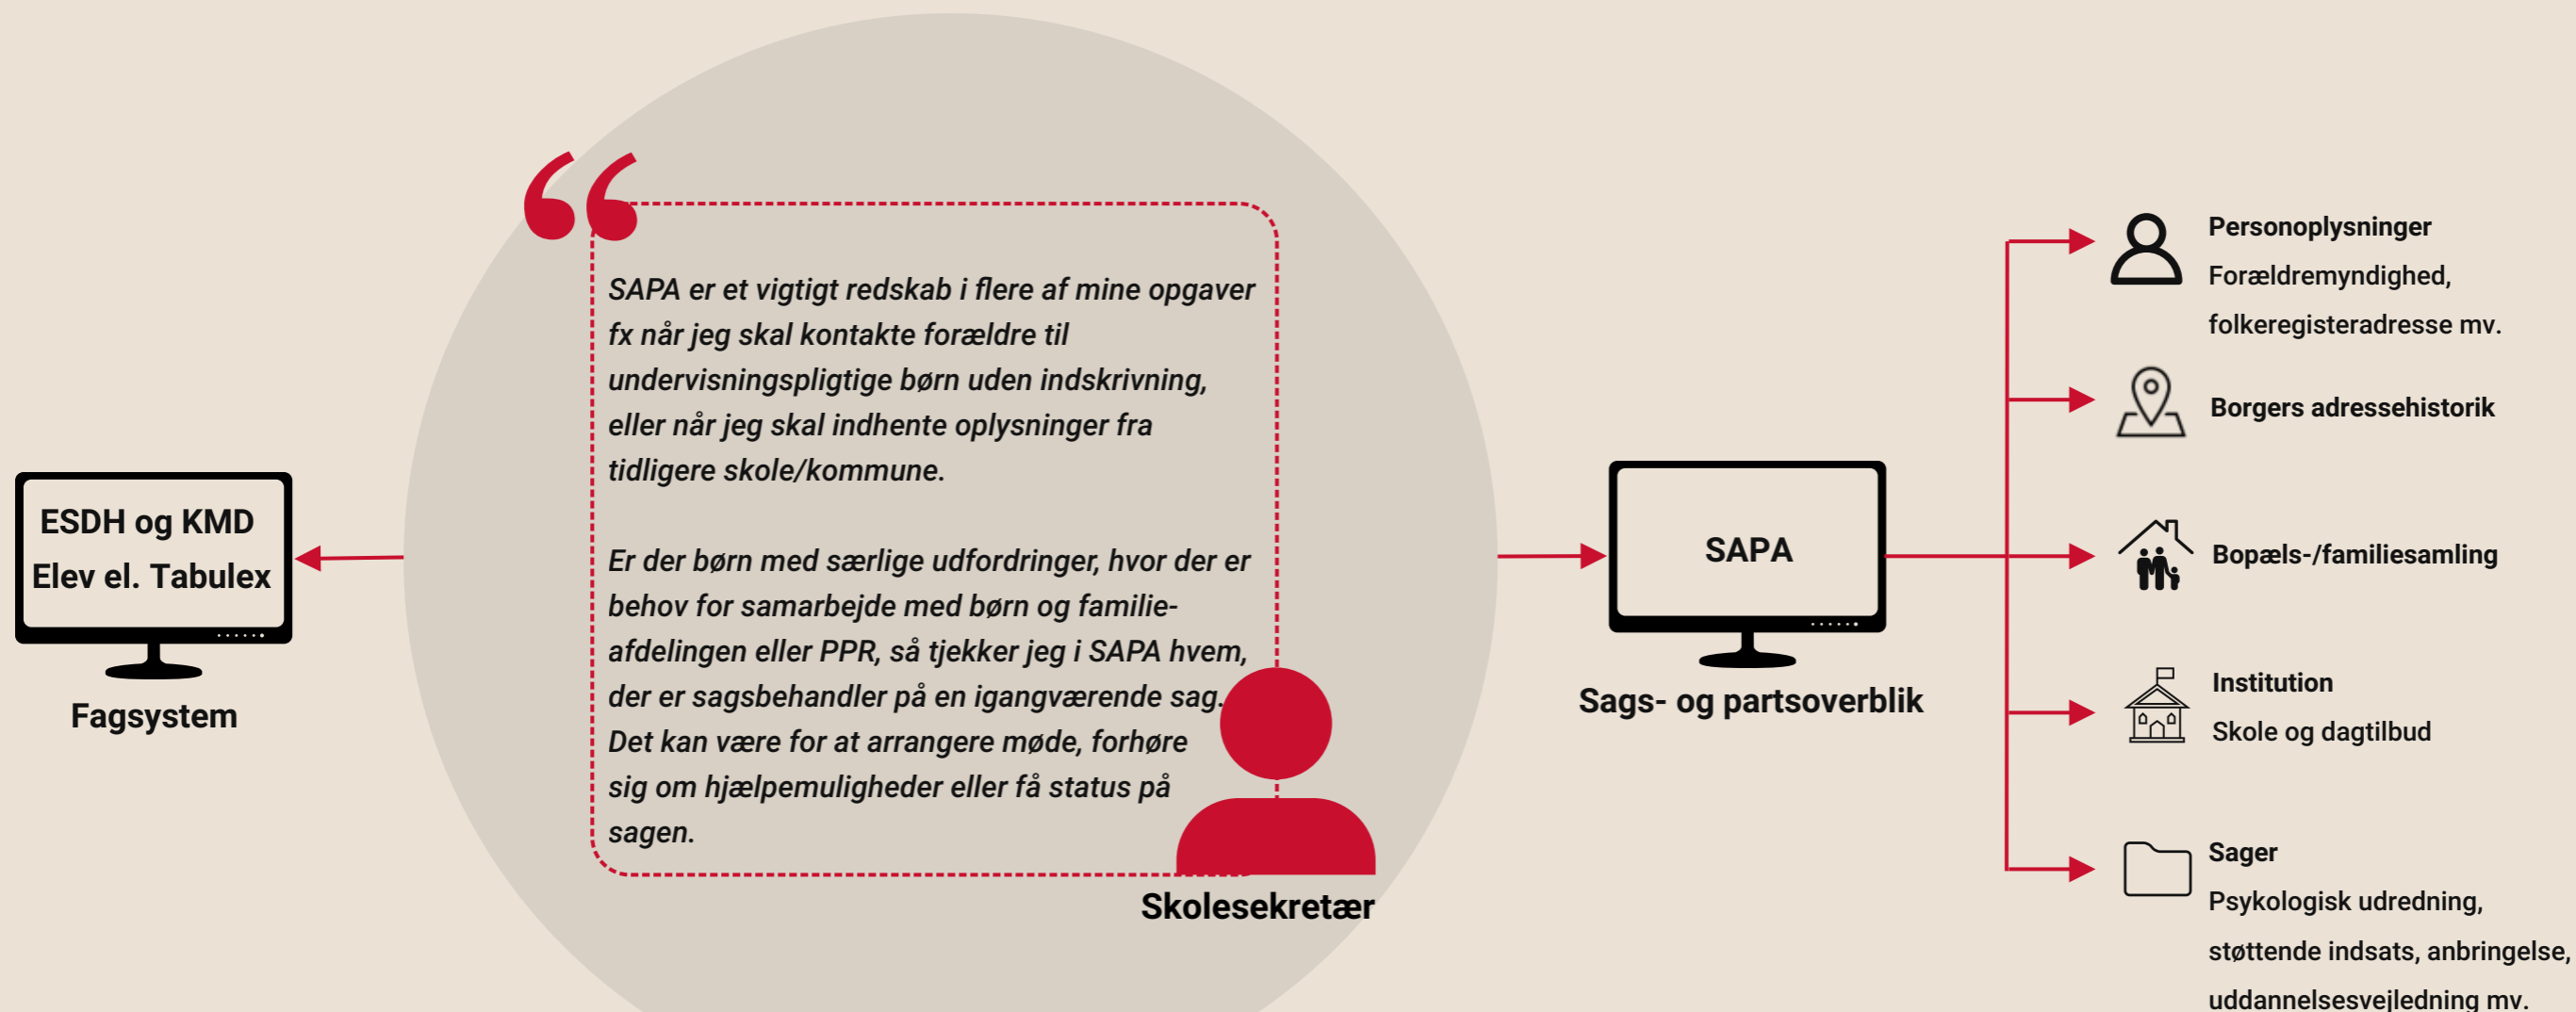 ESDH og KMD
Elev el. Tabulex
Fagsystem
SAPA er et vigtigt redskab i flere af mine opgaver
fx når jeg skal kontakte forældre til
undervisningspligtige børn uden indskrivning,
eller når jeg skal indhente oplysninger fra
tidligere skole/kommune.
Er der børn med særlige udfordringer, hvor der er
behov for samarbejde med børn og familie-
afdelingen eller PPR, så tjekker jeg i SAPA hvem,
der er sagsbehandler på en igangværende sag.
Det kan være for at arrangere møde, forhøre
sig om hjælpemuligheder eller få status på
sagen.
Skolesekretær
SAPA
Sags- og partsoverblik
Personoplysninger
Forældremyndighed,
folkeregisteradresse mv.
Borgers adressehistorik
Bopæls-/familiesamling
Institution
Skole og dagtilbud
Sager
Psykologisk udredning,
støttende indsats, anbringelse,
uddannelsesvejledning mv.